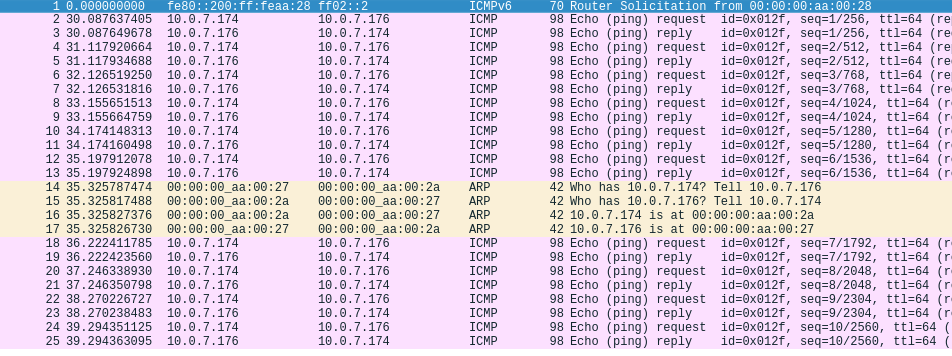 1 0.000000000 fe80::200:ff:feaa:28 ff02::2 ICMPv6 70 Router Solicitation from 00:00:00:aa:00:28
2 30.087637405 10.0.7.174 10.0.7.176 ICMP 98 Echo (ping) request id=0x012f, seq=1/256, ttl=64 (re
3 30.087649678 10.0.7.176 10.0.7.174 ICMP 98 Echo (ping) reply id=0x012f, seq=1/256, ttl=64 (re
4 31.117920664 10.0.7.174 10.0.7.176 ICMP 98 Echo (ping) request id=0x012f, seq=2/512, ttl=64 (re
5 31.117934688 10.0.7.176 10.0.7.174 ICMP 98 Echo (ping) reply id=0x012f, seq=2/512, ttl=64 (re
6 32.126519250 10.0.7.174 10.0.7.176 ICMP 98 Echo (ping) request id=0x012f, seq=3/768, ttl=64 (re
7 32.126531816 10.0.7.176 10.0.7.174 ICMP 98 Echo (ping) reply id=0x012f, seq=3/768, ttl=64 (re
8 33.155651513 10.0.7.174 10.0.7.176 ICMP 98 Echo (ping) request id=0x012f, seq=4/1024, ttl=64 (r
9 33.155664759 10.0.7.176 10.0.7.174 ICMP 98 Echo (ping) reply id=0x012f, seq=4/1024, ttl=64 (r
10 34.174148313 10.0.7.174 10.0.7.176 ICMP 98 Echo (ping) request id=0x012f, seq=5/1280, ttl=64 (r
11 34.174160498 10.0.7.176 10.0.7.174 ICMP 98 Echo (ping) reply id=0x012f, seq=5/1280, ttl=64 (r
12 35.197912078 10.0.7.174 10.0.7.176 ICMP 98 Echo (ping) request id=0x012f, seq=6/1536, ttl=64 (r
13 35.197924898 10.0.7.176 10.0.7.174 ICMP 98 Echo (ping) reply id=0x012f, seq=6/1536, ttl=64 (r
14 35.325787474 00:00:00_aa:00:27 00:00:00_aa:00:2a ARP 42 Who has 10.0.7.174? Tell 10.0.7.176
15 35.325817488 00:00:00_aa:00:2a 00:00:00_aa:00:27 ARP 42 Who has 10.0.7.176? Tell 10.0.7.174
16 35.325827376 00:00:00_aa:00:2a 00:00:00_aa:00:27 ARP 42 10.0.7.174 is at 00:00:00:aa:00:2a
17 35.325826730 00:00:00_aa:00:27 00:00:00_aa:00:2a ARP 42 10.0.7.176 is at 00:00:00:aa:00:27
18 36.222411785 10.0.7.174 10.0.7.176 ICMP 98 Echo (ping) request id=0x012f, seq=7/1792, ttl=64 (r
19 36.222423560 10.0.7.176 10.0.7.174 ICMP 98 Echo (ping) reply id=0x012f, seq=7/1792, ttl=64 (r
20 37.246338930 10.0.7.174 10.0.7.176 ICMP 98 Echo (ping) request id=0x012f, seq=8/2048, ttl=64 (r
21 37.246350798 10.0.7.176 10.0.7.174 ICMP 98 Echo (ping) reply id=0x012f, seq=8/2048, ttl=64 (r
22 38.270226727 10.0.7.174 10.0.7.176 ICMP 98 Echo (ping) request id=0x012f, seq=9/2304, ttl=64 (r
23 38.270238483 10.0.7.176 10.0.7.174 ICMP 98 Echo (ping) reply id=0x012f, seq=9/2304, ttl=64 (r
24 39.294351125 10.0.7.174 10.0.7.176 ICMP 98 Echo (ping) request id=0x012f, seq=10/2560, ttl=64 (
25 39.294363095 10.0.7.176 10.0.7.174 ICMP 98 Echo (ping) reply id=0x012f, seq=10/2560, ttl=64 (